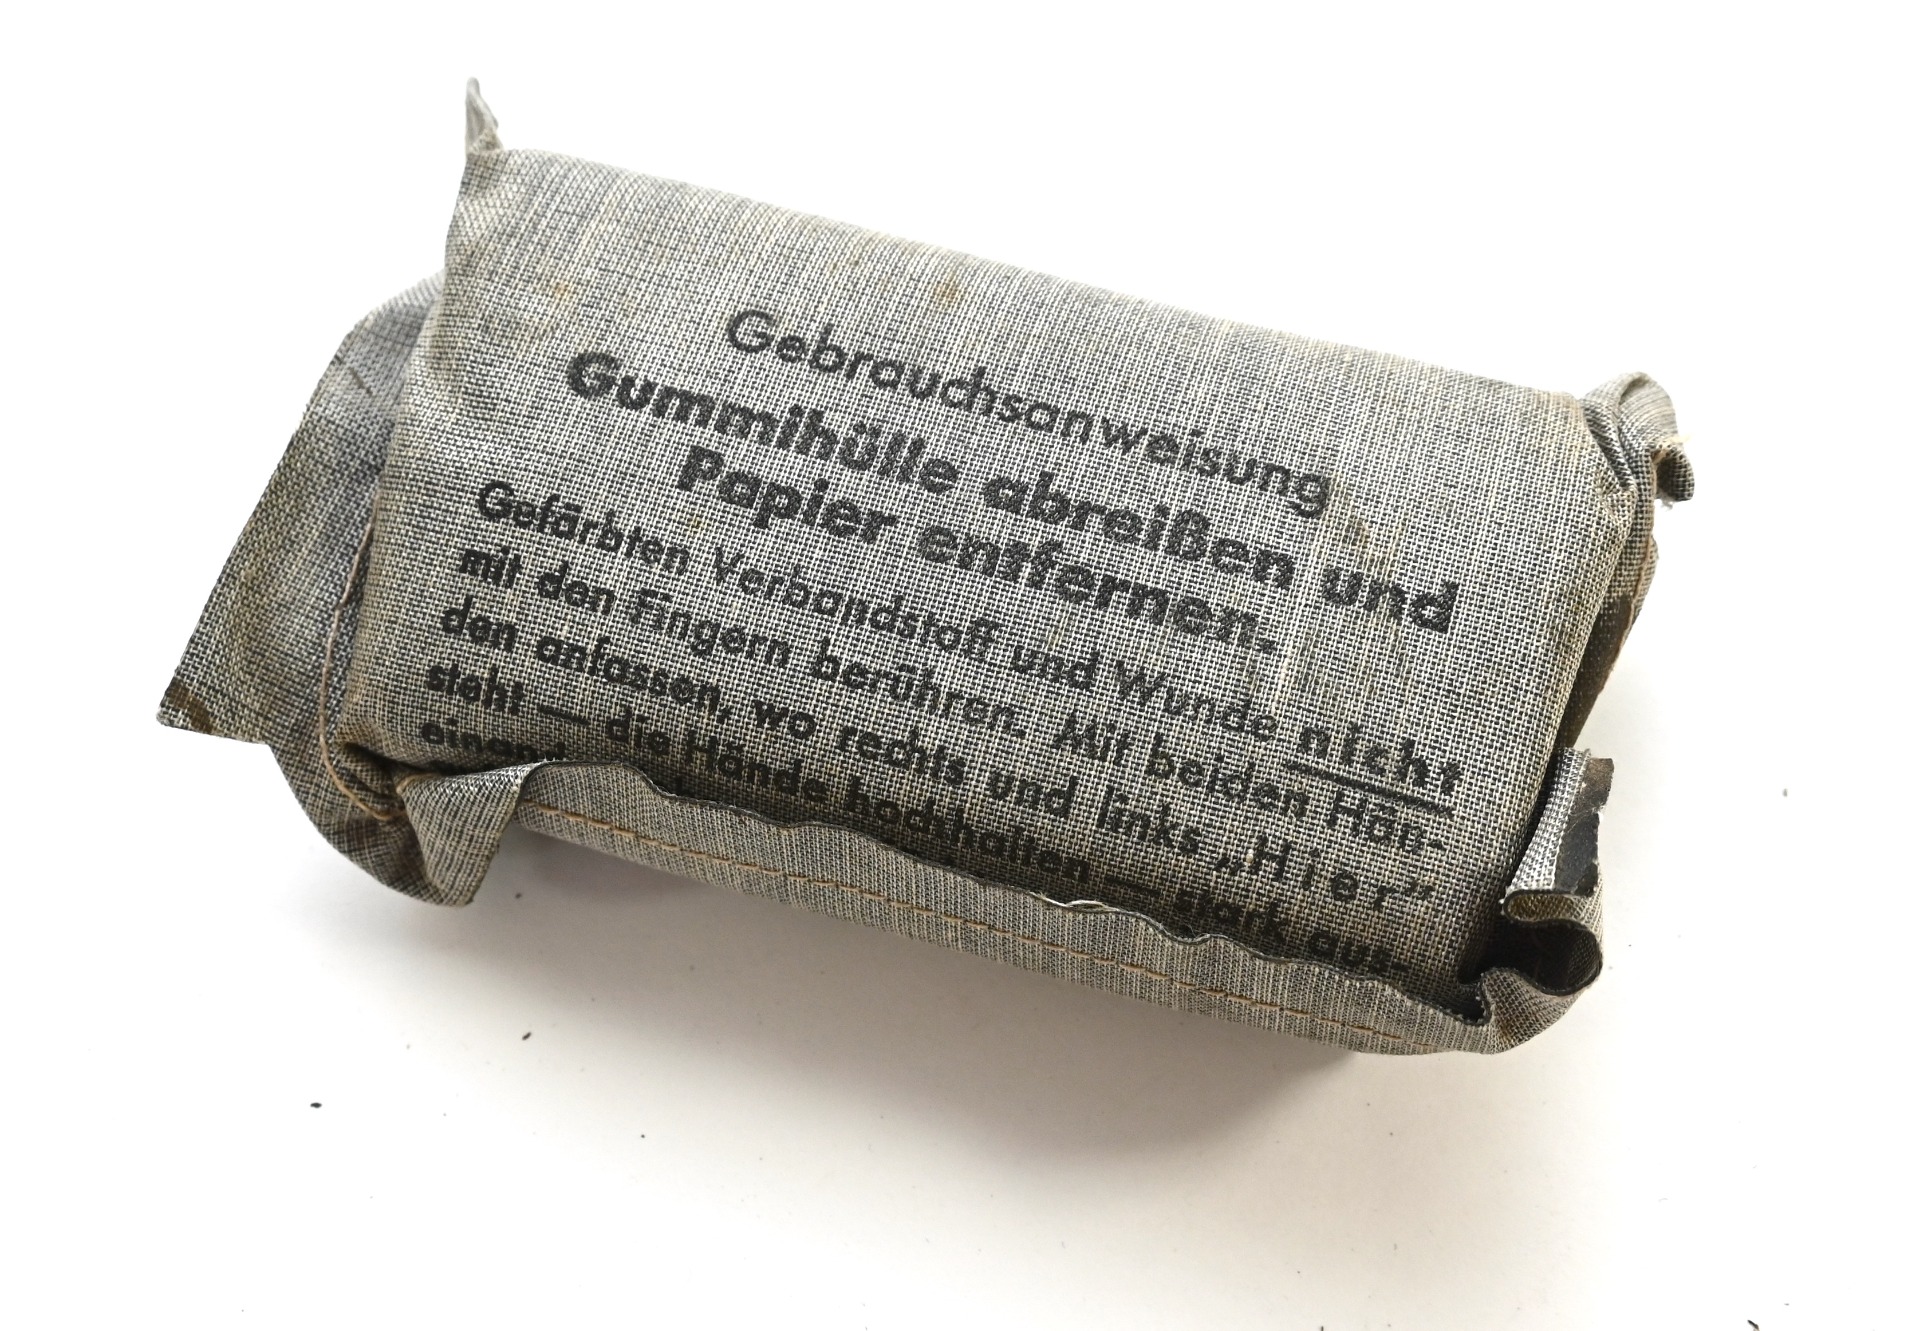 Gebrauchsanweisung
Gummihülle abreißen und
Papier entfernen.
Gefärbten Verbandstoff und Wunde nicht
mit den Fingern berühren. Mit beiden Hän-
den anfassen, wo rechts und links „Hier“
steht — die Hände hochhalten — stark aus-
einand